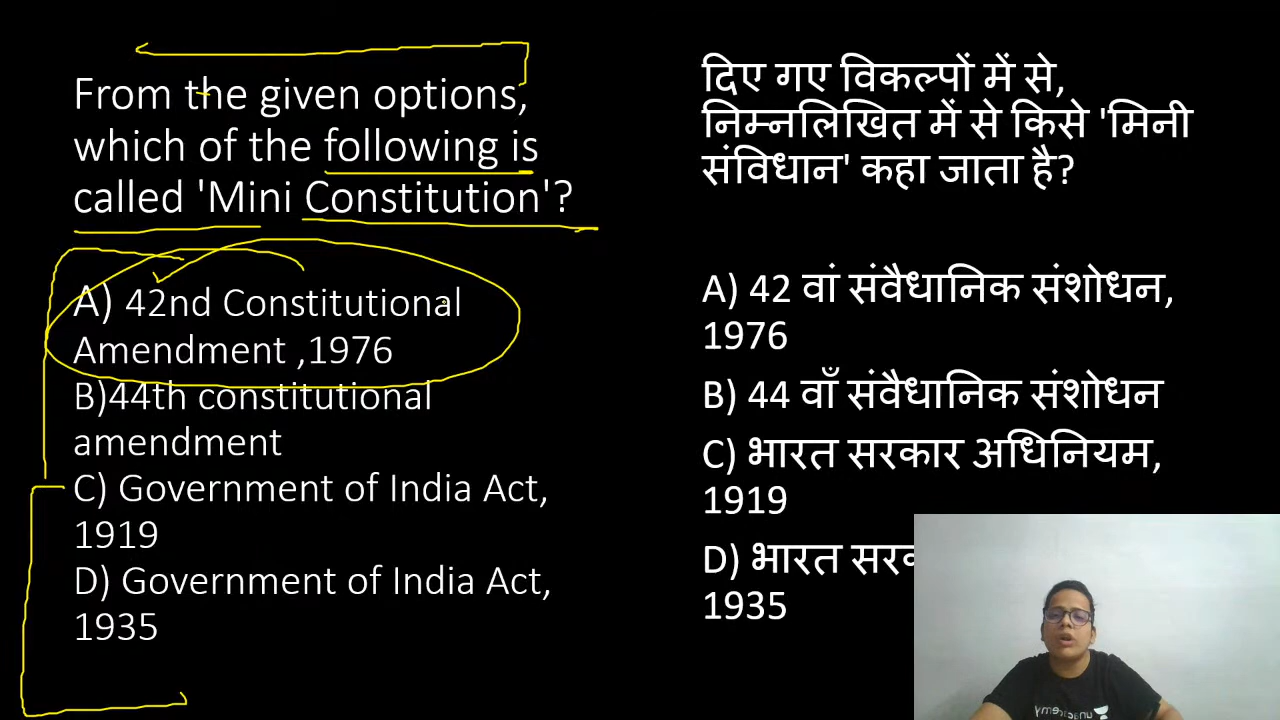 From the given options,
which of the following is
called 'Mini Constitution'?
A) 42nd Constitutional
Amendment ,1976
B)44th constitutional
amendment
C) Government of India Act,
1919
D) Government of India Act,
1935
दिए गए विकल्पों में से,
निम्नलिखित में से किसे 'मिनी
संविधान' कहा जाता है?
A) 42 वां संवैधानिक संशोधन,
1976
B) 44 वाँ संवैधानिक संशोधन
C) भारत सरकार अधिनियम,
1919
D) भारत
1935